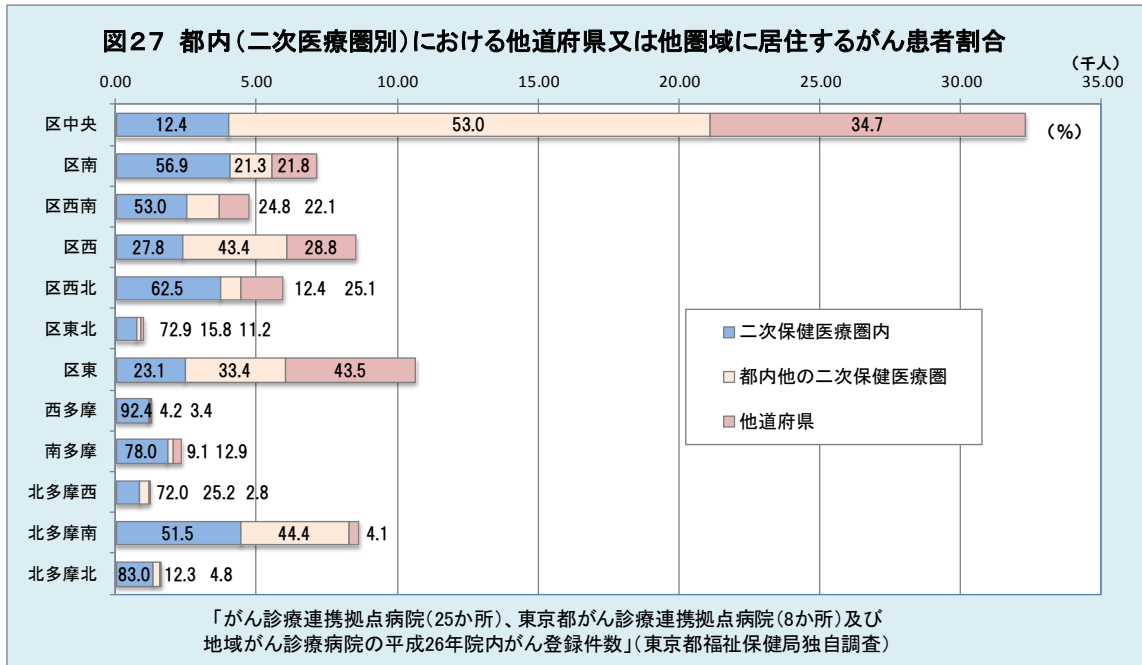 図27 都内(二次医療圏別)における他道府県又は他圏域に居住するがん患者割合
(千人)
0.00 5.00 10.00 15.00 20.00 25.00 30.00 35.00
区中央 12.4 53.0 34.7 (%)
区南 56.9 21.3 21.8
区西南 53.0 24.8 22.1
区西 27.8 43.4 28.8
区西北 62.5 12.4 25.1
区東北 72.9 15.8 11.2
二次保健医療圏内
区東 23.1 33.4 43.5
都内他の二次保健医療圏
西多摩 92.4 4.2 3.4
他道府県
南多摩 78.0 9.1 12.9
北多摩西 72.0 25.2 2.8
北多摩南 51.5 44.4 4.1
北多摩北 83.0 12.3 4.8
「がん診療連携拠点病院(25か所)、東京都がん診療連携拠点病院(8か所)及び
地域がん診療病院の平成26年院内がん登録件数」(東京都福祉保健局独自調査)